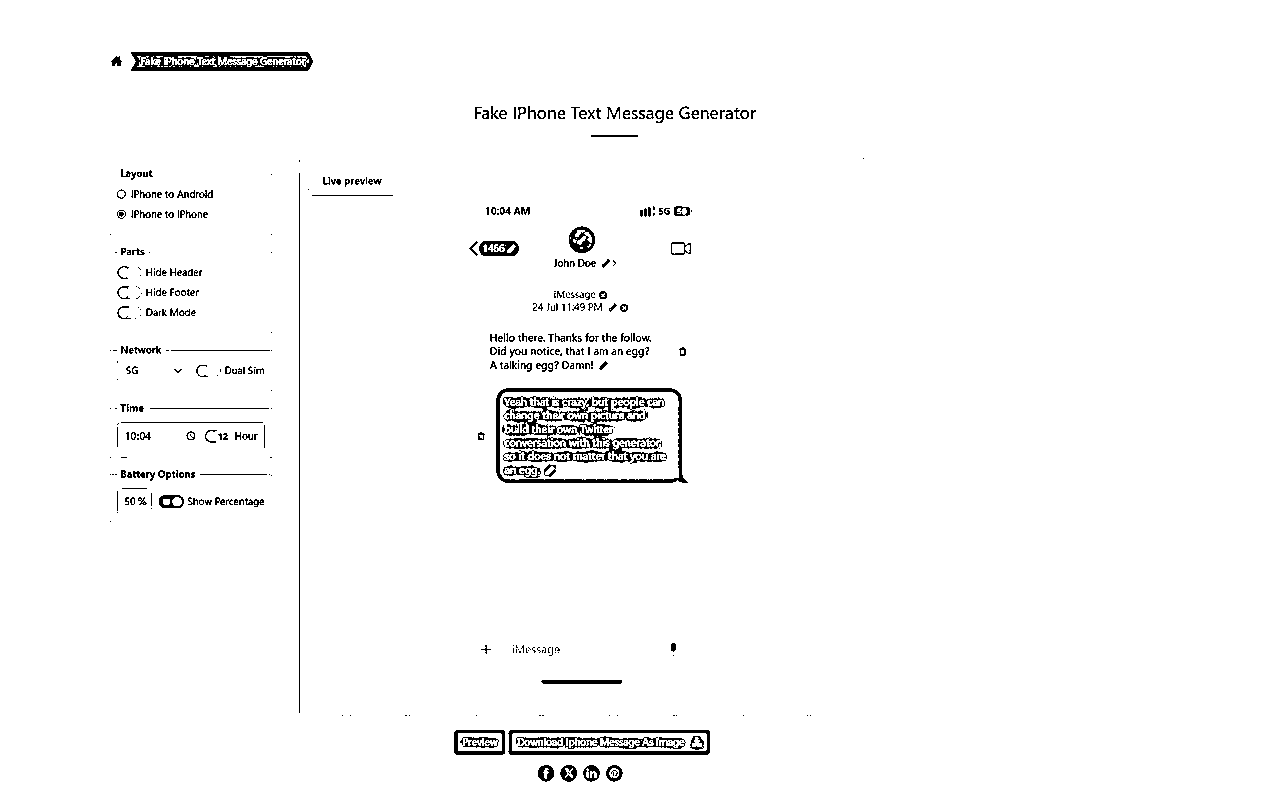 Fake IPhone Text Message Generator
Fake IPhone Text Message Generator
Layout
IPhone to Android
IPhone to IPhone
Parts
Hide Header
Hide Footer
Dark Mode
Network
5G
Dual Sim
Time
10:04
12 Hour
Battery Options
50 %
Show Percentage
Live preview
10:04 AM
5G
1466
John Doe
iMessage
24 Jul 11:49 PM
Hello there. Thanks for the follow.
Did you notice, that I am an egg?
A talking egg? Damn!
Yeah that is crazy, but people can
change their own picture and
build their own Twitter
conversation with this generator,
so it does not matter that you are
an egg.
iMessage
Preview
Download Iphone Message As Image